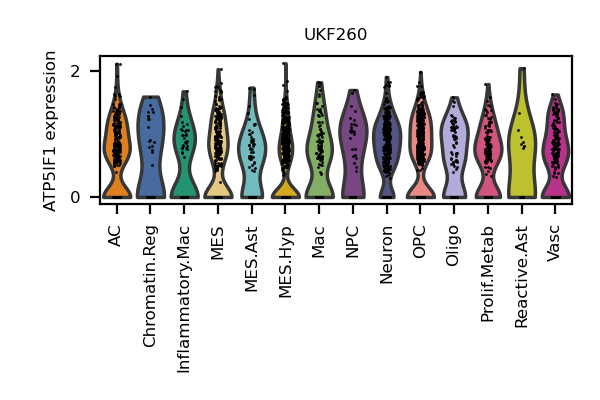 UKF260
ATP5IF1 expression
2
0
AC
Chromatin.Reg
Inflammatory.Mac
MES
MES.Ast
MES.Hyp
Mac
NPC
Neuron
OPC
Oligo
Prolif.Metab
Reactive.Ast
Vasc